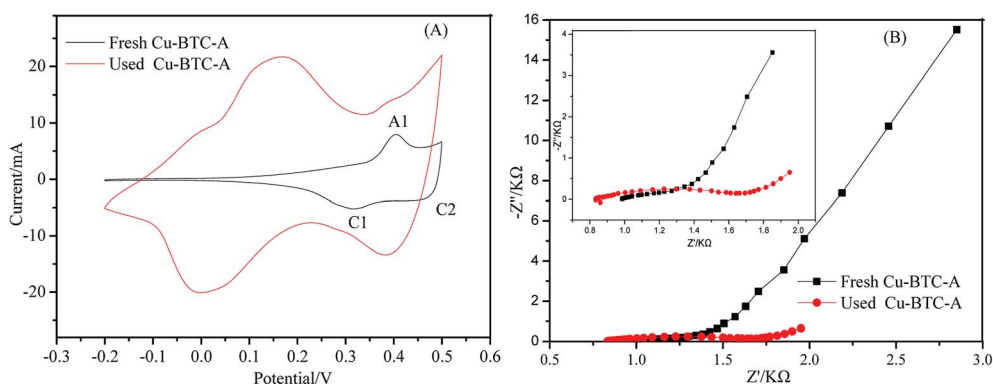 (A)
Fresh Cu-BTC-A
Used Cu-BTC-A
A1
C1
C2
20
10
0
-10
-20
Current/mA
-0.3
-0.2
-0.1
0.0
0.1
0.2
0.3
0.4
0.5
0.6
Potential/V
(B)
16
14
12
10
8
6
4
2
0
-Z''/KΩ
4
3
2
1
0
-Z''/KΩ
0.8
1.0
1.2
1.4
1.6
1.8
2.0
Z'/KΩ
Fresh Cu-BTC-A
Used Cu-BTC-A
0.5
1.0
1.5
2.0
2.5
3.0
Z'/KΩ